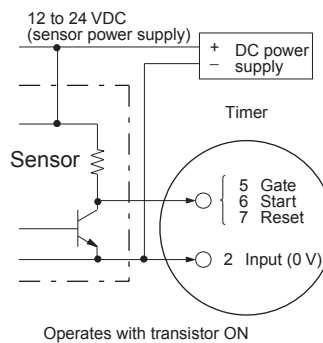 12 to 24 VDC
(sensor power supply)
+ DC power
− supply
Timer
Sensor
5 Gate
6 Start
7 Reset
2 Input (0 V)
Operates with transistor ON